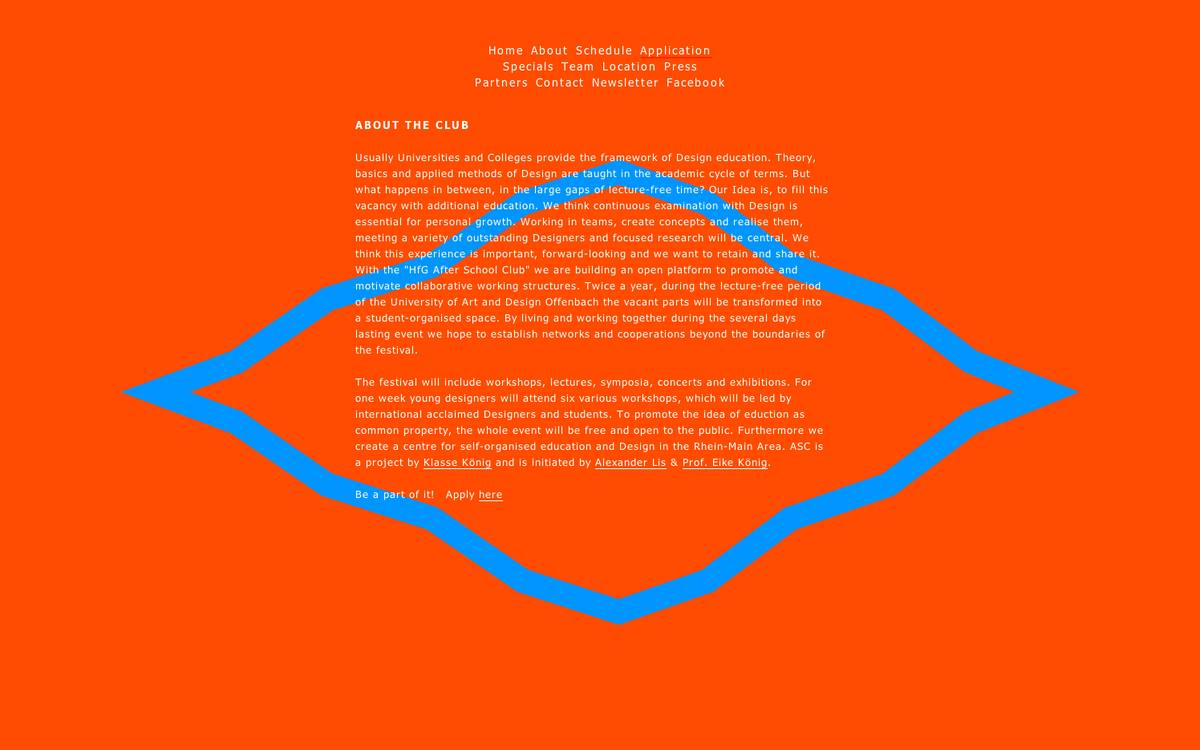 Home About Schedule Application
Specials Team Location Press
Partners Contact Newsletter Facebook
ABOUT THE CLUB
Usually Universities and Colleges provide the framework of Design education. Theory,
basics and applied methods of Design are taught in the academic cycle of terms. But
what happens in between, in the large gaps of lecture-free time? Our Idea is, to fill this
vacancy with additional education. We think continuous examination with Design is
essential for personal growth. Working in teams, create concepts and realise them,
meeting a variety of outstanding Designers and focused research will be central. We
think this experience is important, forward-looking and we want to retain and share it.
With the "HfG After School Club" we are building an open platform to promote and
motivate collaborative working structures. Twice a year, during the lecture-free period
of the University of Art and Design Offenbach the vacant parts will be transformed into
a student-organised space. By living and working together during the several days
lasting event we hope to establish networks and cooperations beyond the boundaries of
the festival.
The festival will include workshops, lectures, symposia, concerts and exhibitions. For
one week young designers will attend six various workshops, which will be led by
international acclaimed Designers and students. To promote the idea of eduction as
common property, the whole event will be free and open to the public. Furthermore we
create a centre for self-organised education and Design in the Rhein-Main Area. ASC is
a project by Klasse König and is Initiated by Alexander Lis & Prof. Eike König.
Be a part of it! Apply here